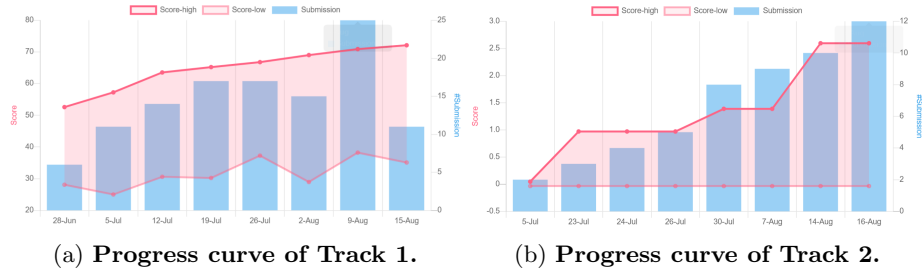 Score-high Score-low Submission
80 25
70 20
60 15
50 10
40 5
30 0
20
Score
#Submission
28-Jun 5-Jul 12-Jul 19-Jul 26-Jul 2-Aug 9-Aug 15-Aug
(a) Progress curve of Track 1.
Score-high Score-low Submission
3.0 12
2.5 10
2.0 8
1.5 6
1.0 4
0.5 2
0.0 0
-0.5
Score
#Submission
5-Jul 23-Jul 24-Jul 26-Jul 30-Jul 7-Aug 14-Aug 16-Aug
(b) Progress curve of Track 2.